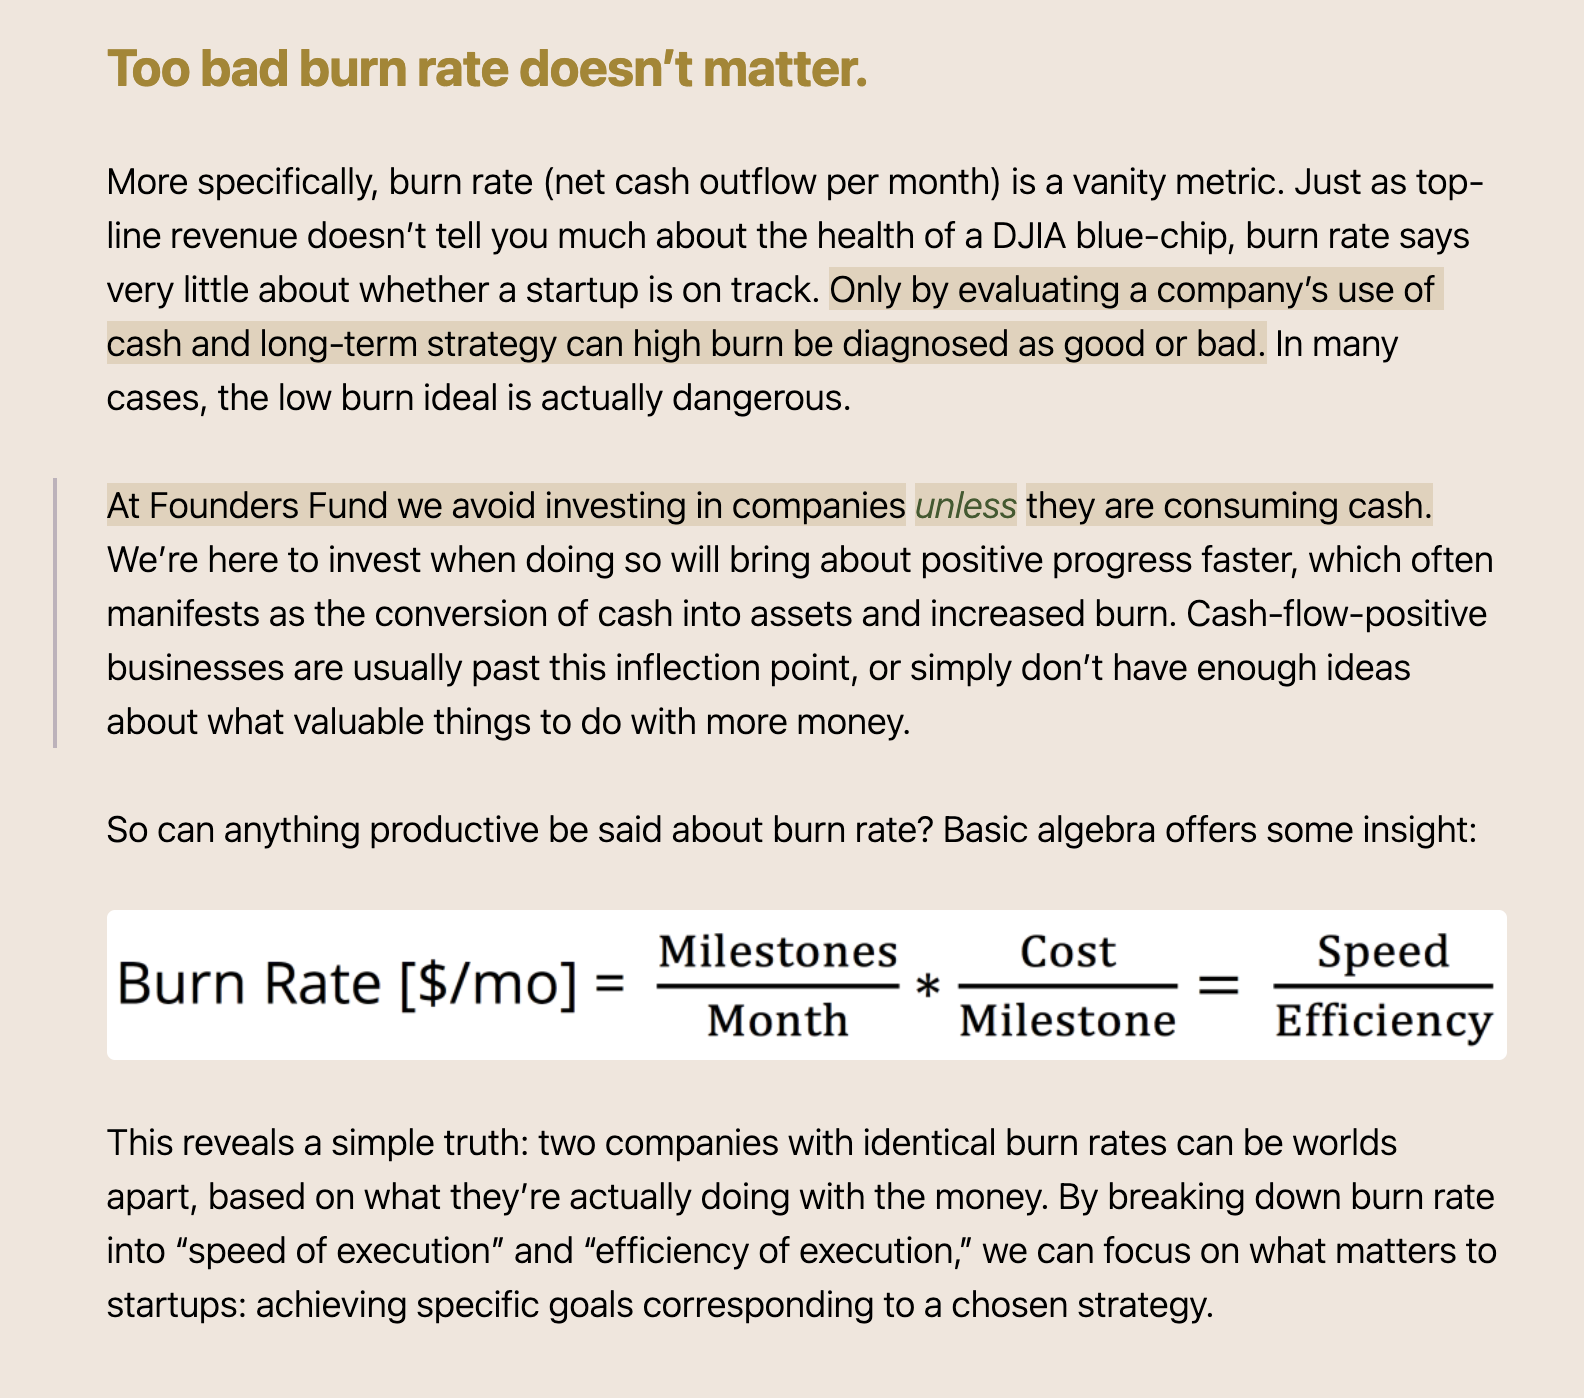 Too bad burn rate doesn’t matter.
More specifically, burn rate (net cash outflow per month) is a vanity metric. Just as top-
line revenue doesn’t tell you much about the health of a DJIA blue-chip, burn rate says
very little about whether a startup is on track. Only by evaluating a company’s use of
cash and long-term strategy can high burn be diagnosed as good or bad. In many
cases, the low burn ideal is actually dangerous.
At Founders Fund we avoid investing in companies unless they are consuming cash.
We’re here to invest when doing so will bring about positive progress faster, which often
manifests as the conversion of cash into assets and increased burn. Cash-flow-positive
businesses are usually past this inflection point, or simply don’t have enough ideas
about what valuable things to do with more money.
So can anything productive be said about burn rate? Basic algebra offers some insight:
Burn Rate [$/mo] = Milestones/Month * Cost/Milestone = Speed/Efficiency
This reveals a simple truth: two companies with identical burn rates can be worlds
apart, based on what they’re actually doing with the money. By breaking down burn rate
into “speed of execution” and “efficiency of execution,” we can focus on what matters to
startups: achieving specific goals corresponding to a chosen strategy.